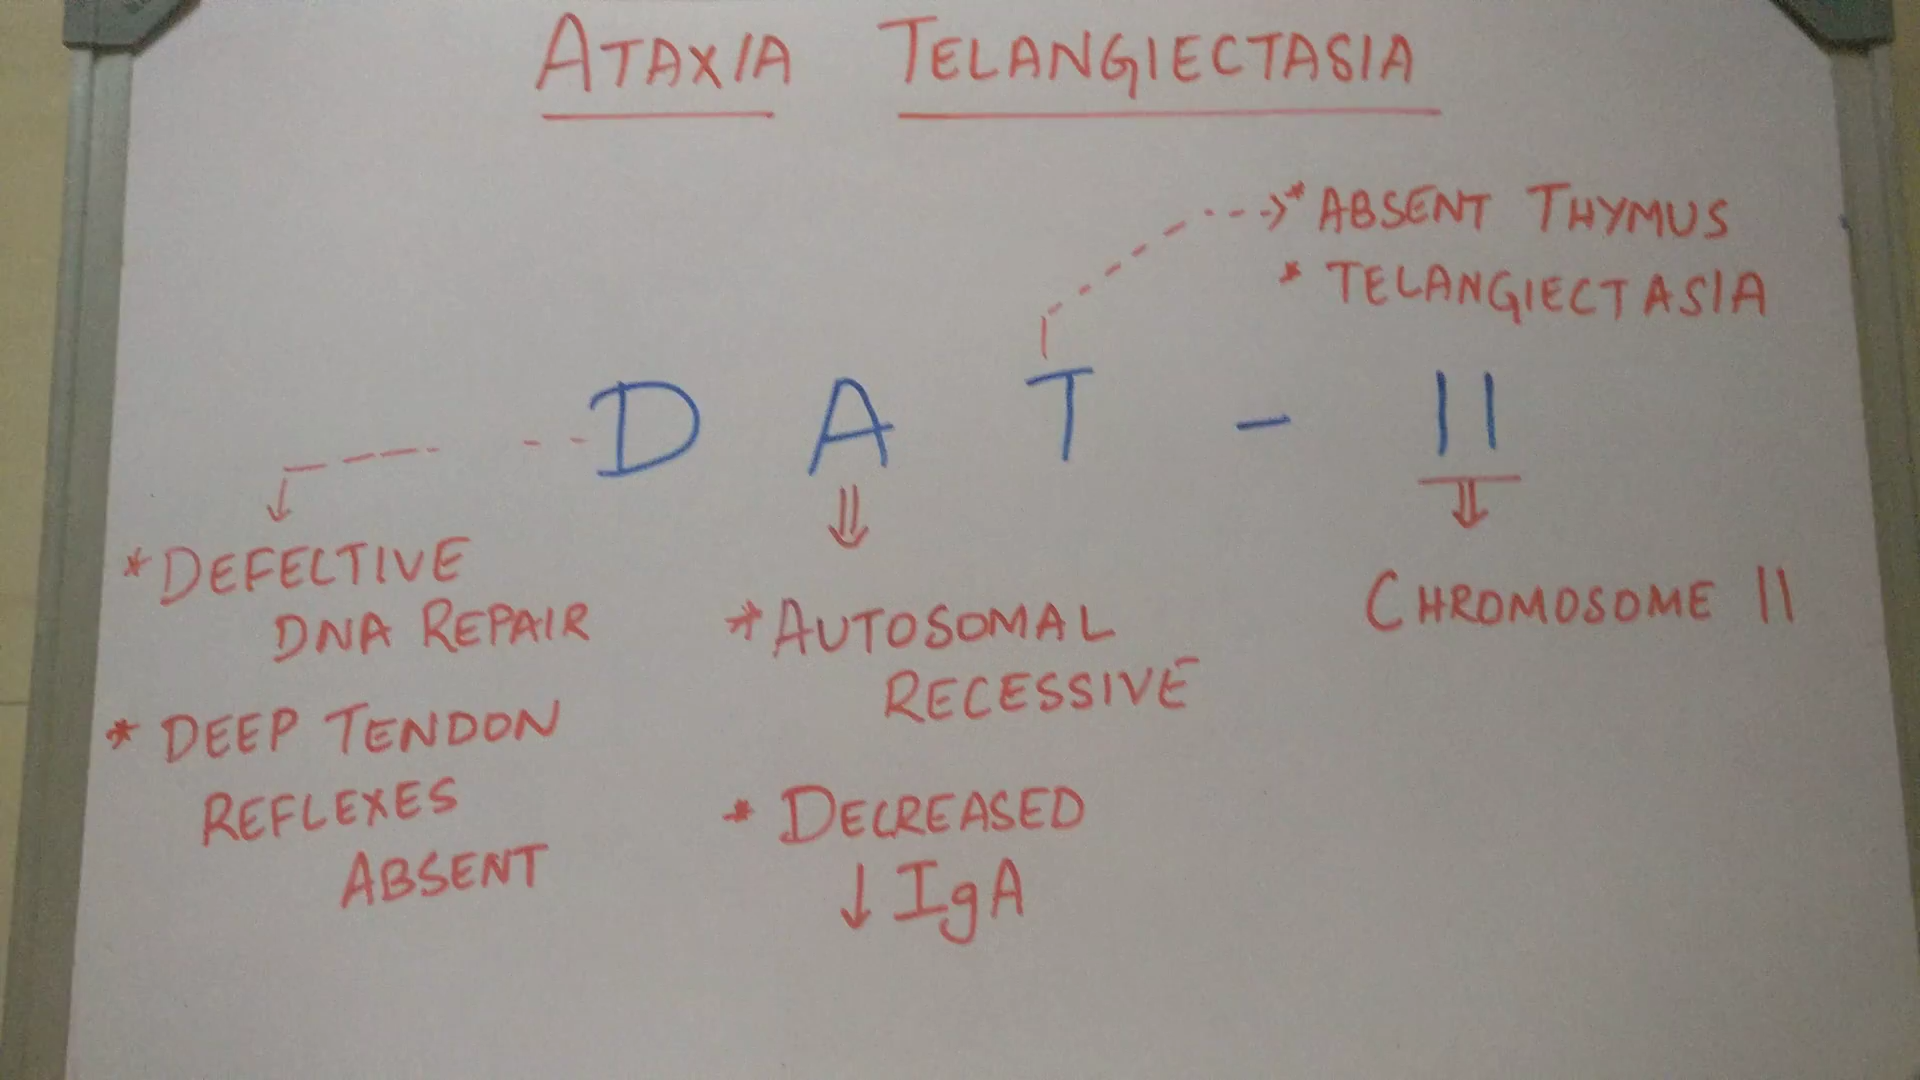 ATAXIA TELANGIECTASIA
* ABSENT THYMUS
* TELANGIECTASIA
D A T - 11
* DEFECTIVE
DNA REPAIR
* DEEP TENDON
REFLEXES
ABSENT
* AUTOSOMAL
RECESSIVE
* DECREASED
↓ IgA
CHROMOSOME 11